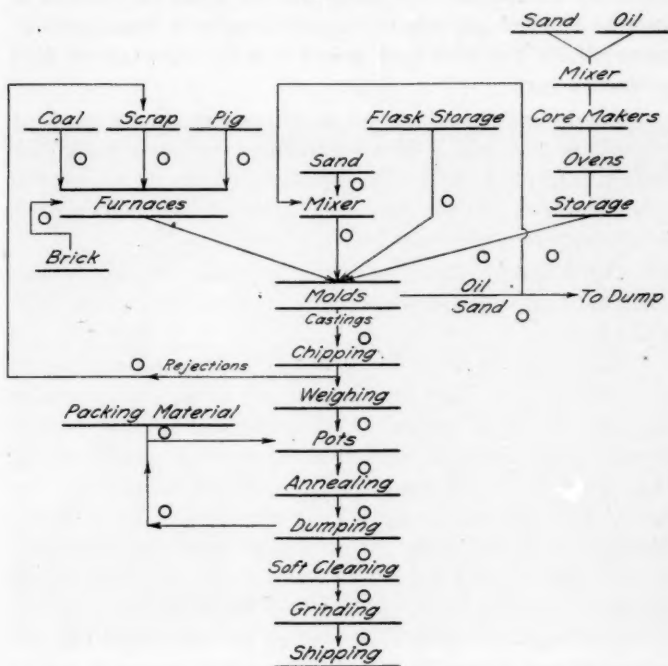 Sand Oil
Mixer
Coal Scrap Pig Flask Storage Core Makers
Sand Ovens
Furnaces Mixer Storage
Brick
Molds Oil To Dump
Sand
Castings
Chipping
Rejections
Weighing
Packing Material
Pots
Annealing
Dumping
Soft Cleaning
Grinding
Shipping